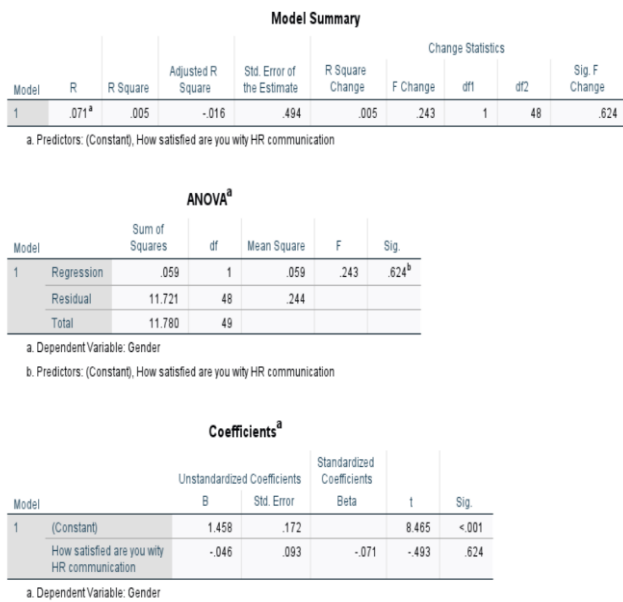 Model Summary
Change Statistics
Model R R Square Adjusted R Square Std. Error of the Estimate R Square Change F Change df1 df2 Sig. F Change
1 .071a .005 -.016 .494 .005 .243 1 48 .624
a. Predictors: (Constant), How satisfied are you wity HR communication
ANOVAa
Model Sum of Squares df Mean Square F Sig.
1 Regression .059 1 .059 .243 .624b
Residual 11.721 48 .244
Total 11.780 49
a. Dependent Variable: Gender
b. Predictors: (Constant), How satisfied are you wity HR communication
Coefficientsa
Unstandardized Coefficients Standardized Coefficients
Model B Std. Error Beta t Sig.
1 (Constant) 1.458 .172 8.465 <.001
How satisfied are you wity HR communication -.046 .093 -.071 -.493 .624
a. Dependent Variable: Gender